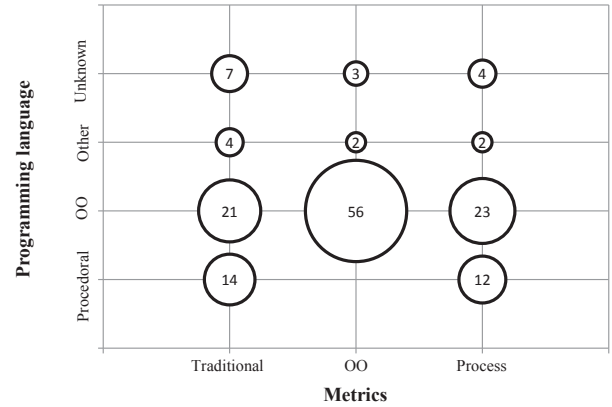 Programming language
Unknown
7
3
4
Other
4
2
2
OO
21
56
23
Procedoral
14
12
Traditional
OO
Process
Metrics